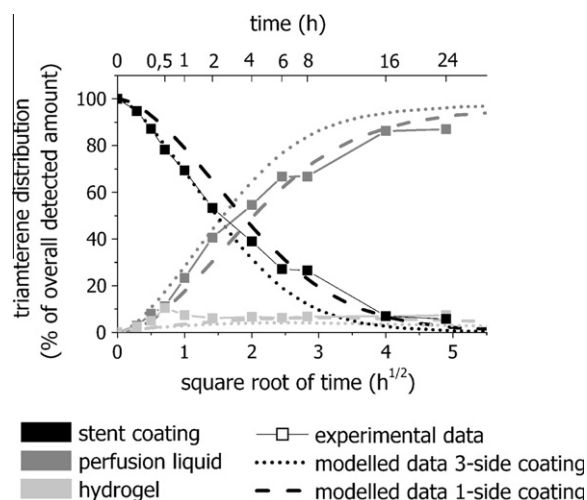 time (h)
0 0,5 1 2 4 6 8 16 24
100
80
60
40
20
0
triamterene distribution
(% of overall detected amount)
0 1 2 3 4 5
square root of time (h^1/2)
stent coating
perfusion liquid
hydrogel
experimental data
modelled data 3-side coating
modelled data 1-side coating